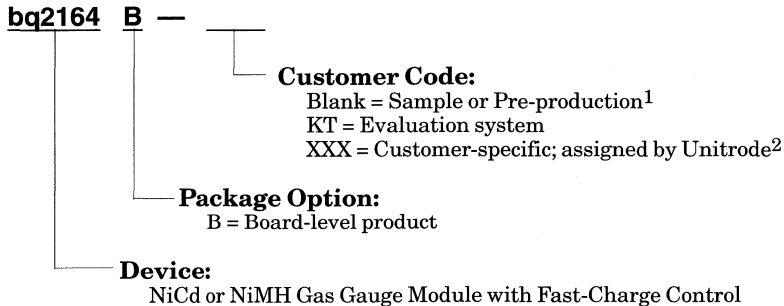 bq2164 B —
Customer Code:
Blank = Sample or Pre-production1
KT = Evaluation system
XXX = Customer-specific; assigned by Unitrode2
Package Option:
B = Board-level product
Device:
NiCd or NiMH Gas Gauge Module with Fast-Charge Control